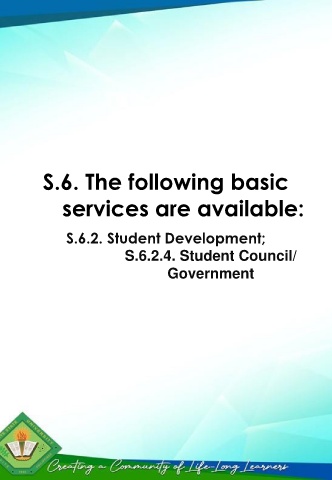 S.6. The following basic
services are available:
S.6.2. Student Development;
S.6.2.4. Student Council/
Government
Creating a Community of Life-Long Learners